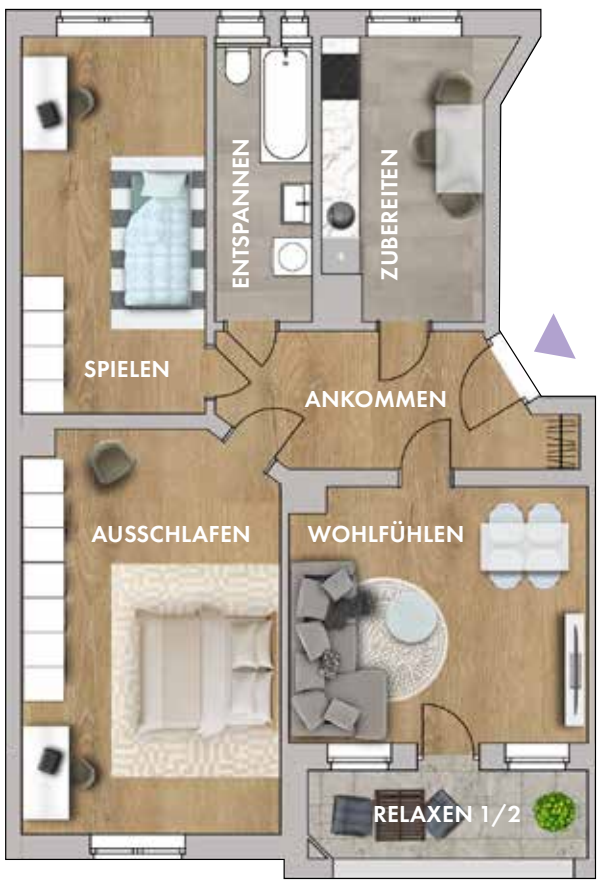 ENTSPANNEN
ZUBEREITEN
SPIELEN
ANKOMMEN
AUSSCHLAFEN
WOHLFÜHLEN
RELAXEN 1/2